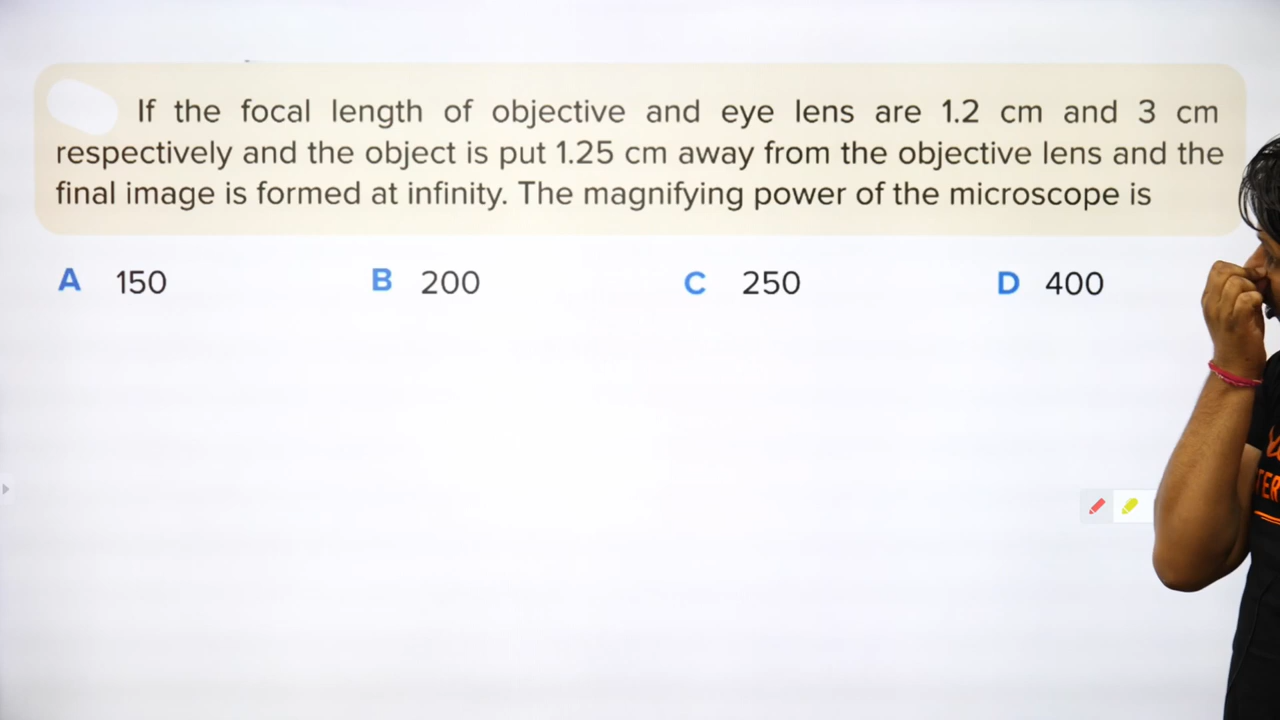 If the focal length of objective and eye lens are 1.2 cm and 3 cm
respectively and the object is put 1.25 cm away from the objective lens and the
final image is formed at infinity. The magnifying power of the microscope is
A 150 B 200 C 250 D 400
TER